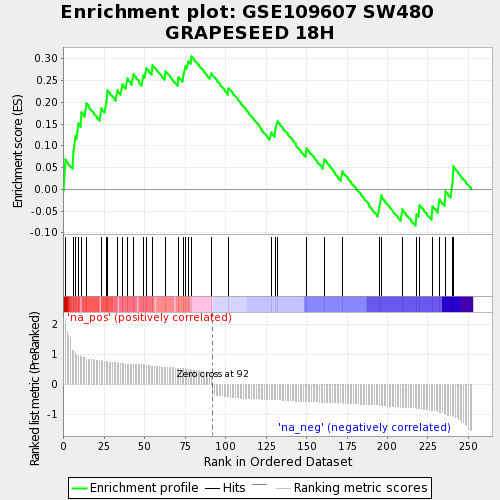 Enrichment plot: GSE109607 SW480
GRAPESEED 18H
Enrichment score (ES)
0.30
0.25
0.20
0.15
0.10
0.05
0.00
-0.05
-0.10
'na_pos' (positively correlated)
Ranked list metric (PreRanked)
2
1
0
-1
Zero cross at 92
'na_neg' (negatively correlated)
0 25 50 75 100 125 150 175 200 225 250
Rank in Ordered Dataset
Enrichment profile Hits Ranking metric scores